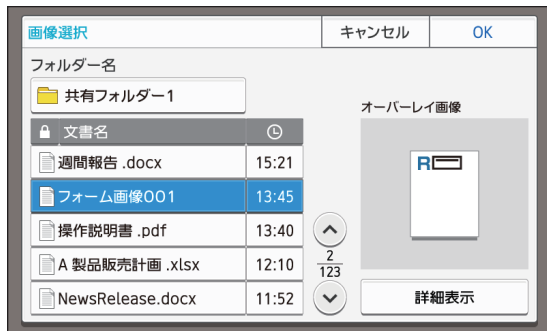 画像選択 キャンセル OK
フォルダー名
共有フォルダー1
オーバーレイ画像
文書名
週間報告 .docx 15:21
フォーム画像001 13:45
操作説明書 .pdf 13:40
A 製品販売計画 .xlsx 12:10
NewsRelease.docx 11:52
R
2
123
詳細表示